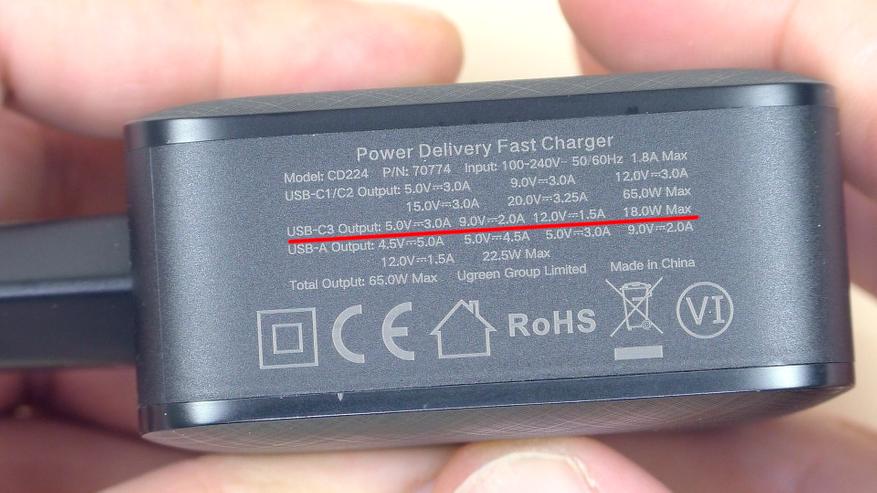 Power Delivery Fast Charger
Model: CD224 P/N: 70774 Input: 100-240V~ 50/60Hz 1.8A Max
USB-C1/C2 Output: 5.0V⎓3.0A 9.0V⎓3.0A 12.0V⎓3.0A
15.0V⎓3.0A 20.0V⎓3.25A 65.0W Max
USB-C3 Output: 5.0V⎓3.0A 9.0V⎓2.0A 12.0V⎓1.5A 18.0W Max
USB-A Output: 4.5V⎓5.0A 5.0V⎓4.5A 5.0V⎓3.0A 9.0V⎓2.0A
12.0V⎓1.5A 22.5W Max
Total Output: 65.0W Max Ugreen Group Limited Made in China
CE RoHS VI